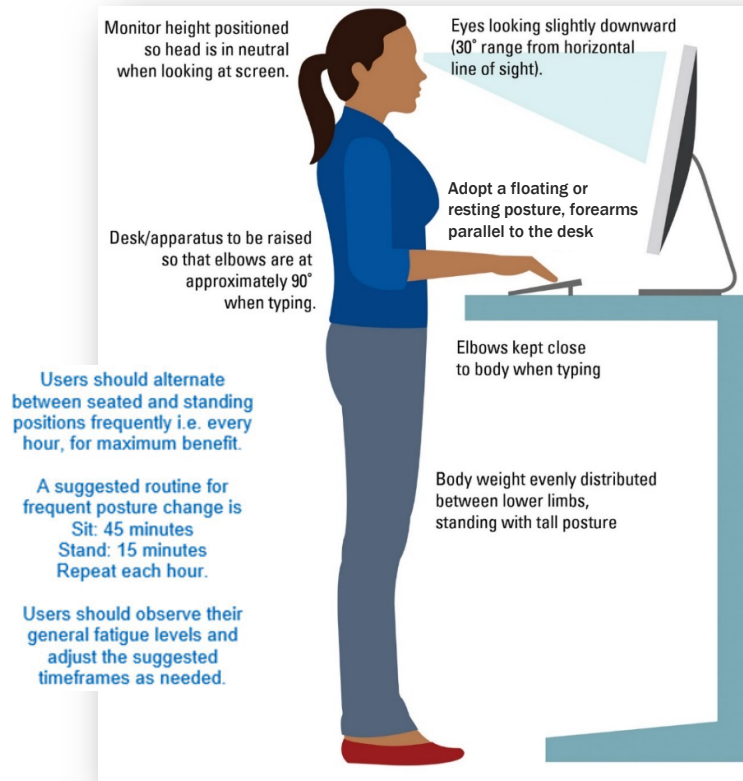 Monitor height positioned
so head is in neutral
when looking at screen.
Eyes looking slightly downward
(30° range from horizontal
line of sight).
Adopt a floating or
resting posture, forearms
parallel to the desk
Desk/apparatus to be raised
so that elbows are at
approximately 90°
when typing.
Elbows kept close
to body when typing
Users should alternate
between seated and standing
positions frequently i.e. every
hour, for maximum benefit.
A suggested routine for
frequent posture change is
Sit: 45 minutes
Stand: 15 minutes
Repeat each hour.
Users should observe their
general fatigue levels and
adjust the suggested
timeframes as needed.
Body weight evenly distributed
between lower limbs,
standing with tall posture